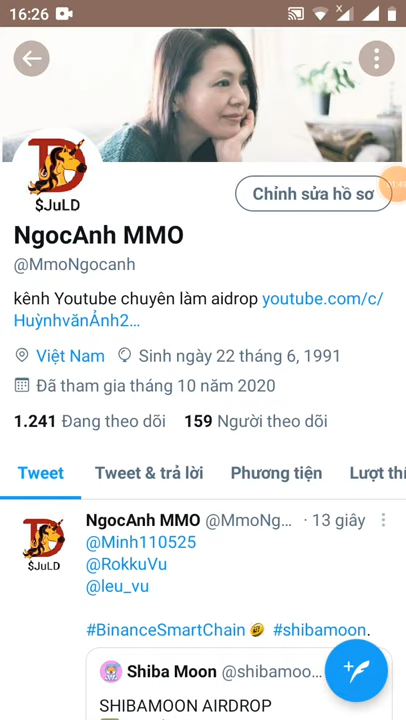 16:26
Chỉnh sửa hồ sơ
1:49
$JuLD
NgocAnh MMO
@MmoNgocanh
kênh Youtube chuyên làm aidrop youtube.com/c/
HuỳnhvănẢnh2…
Việt Nam Sinh ngày 22 tháng 6, 1991
Đã tham gia tháng 10 năm 2020
1.241 Đang theo dõi 159 Người theo dõi
Tweet Tweet & trả lời Phương tiện Lượt thí
NgocAnh MMO @MmoNg… · 13 giây
@Minh110525
@RokkuVu
@leu_vu
$JuLD
#BinanceSmartChain #shibamoon.
Shiba Moon @shibamoo…
SHIBAMOON AIRDROP